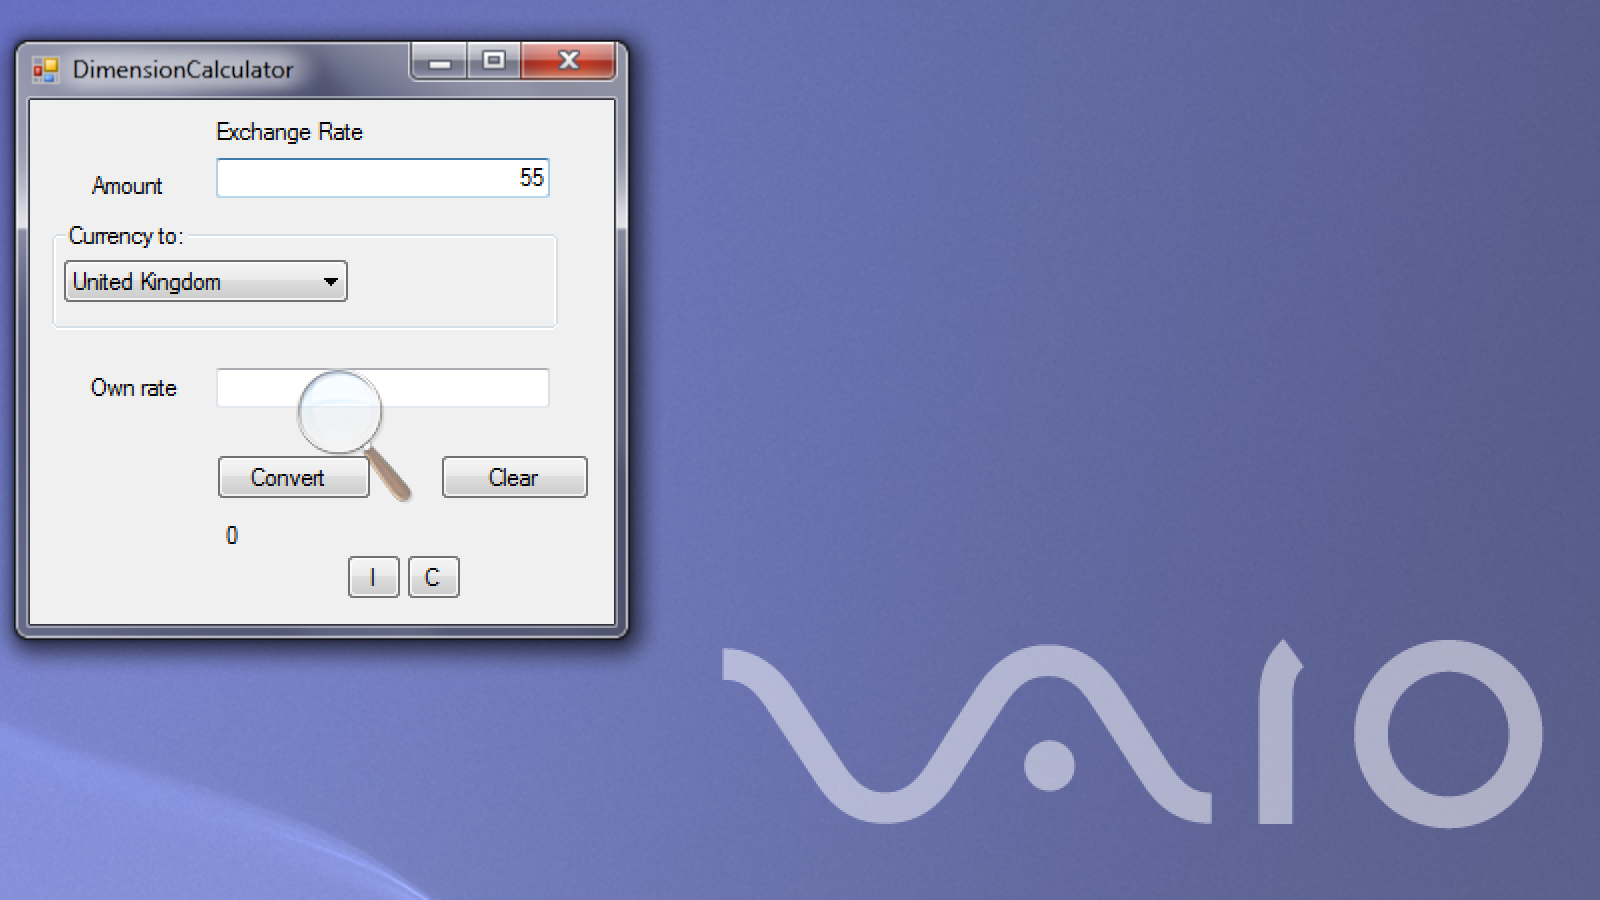 DimensionCalculator
Exchange Rate
Amount
55
Currency to:
United Kingdom
Own rate
Convert
Clear
0
I
C
VAIO